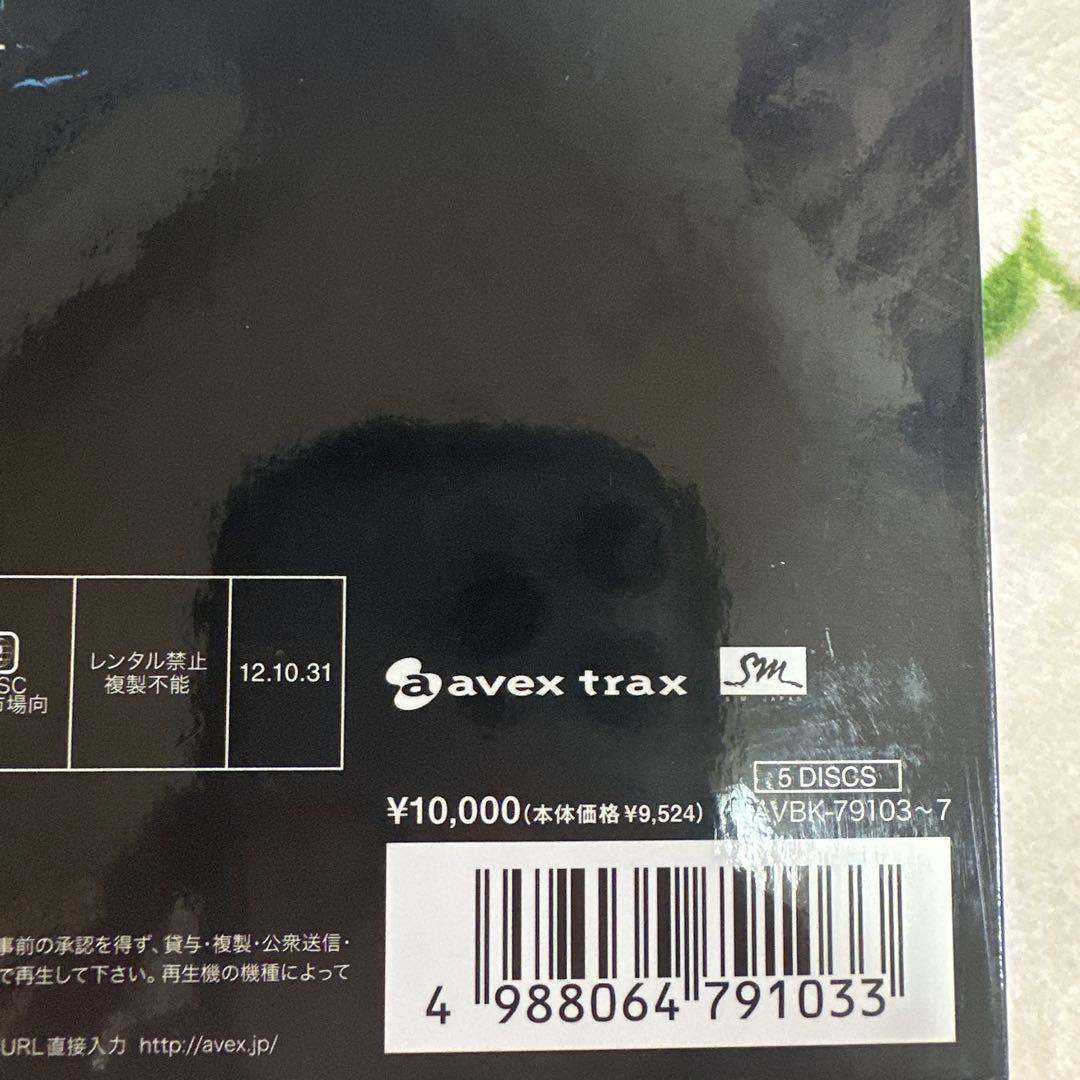 SC
市場向
レンタル禁止
複製不能
12.10.31
a avex trax
SM
5 DISCS
¥10,000(本体価格 ¥9,524)
AVBK-79103~7
4 988064 791033
事前の承認を得ず、貸与・複製・公衆送信・
で再生して下さい。再生機の機種によって
URL直接入力 http://avex.jp/